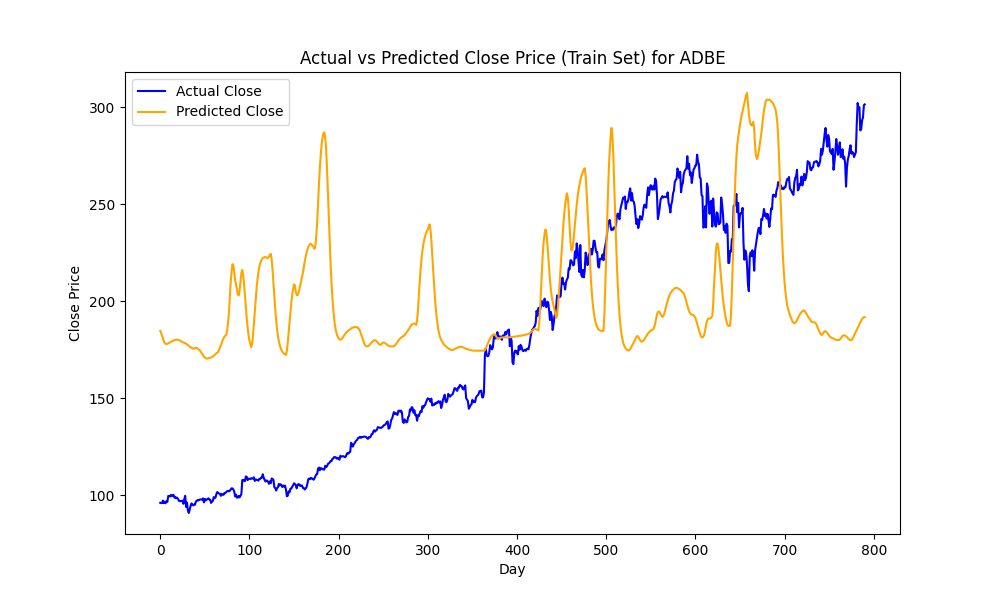 Actual vs Predicted Close Price (Train Set) for ADBE
Actual Close
Predicted Close
Close Price
300
250
200
150
100
0 100 200 300 400 500 600 700 800
Day